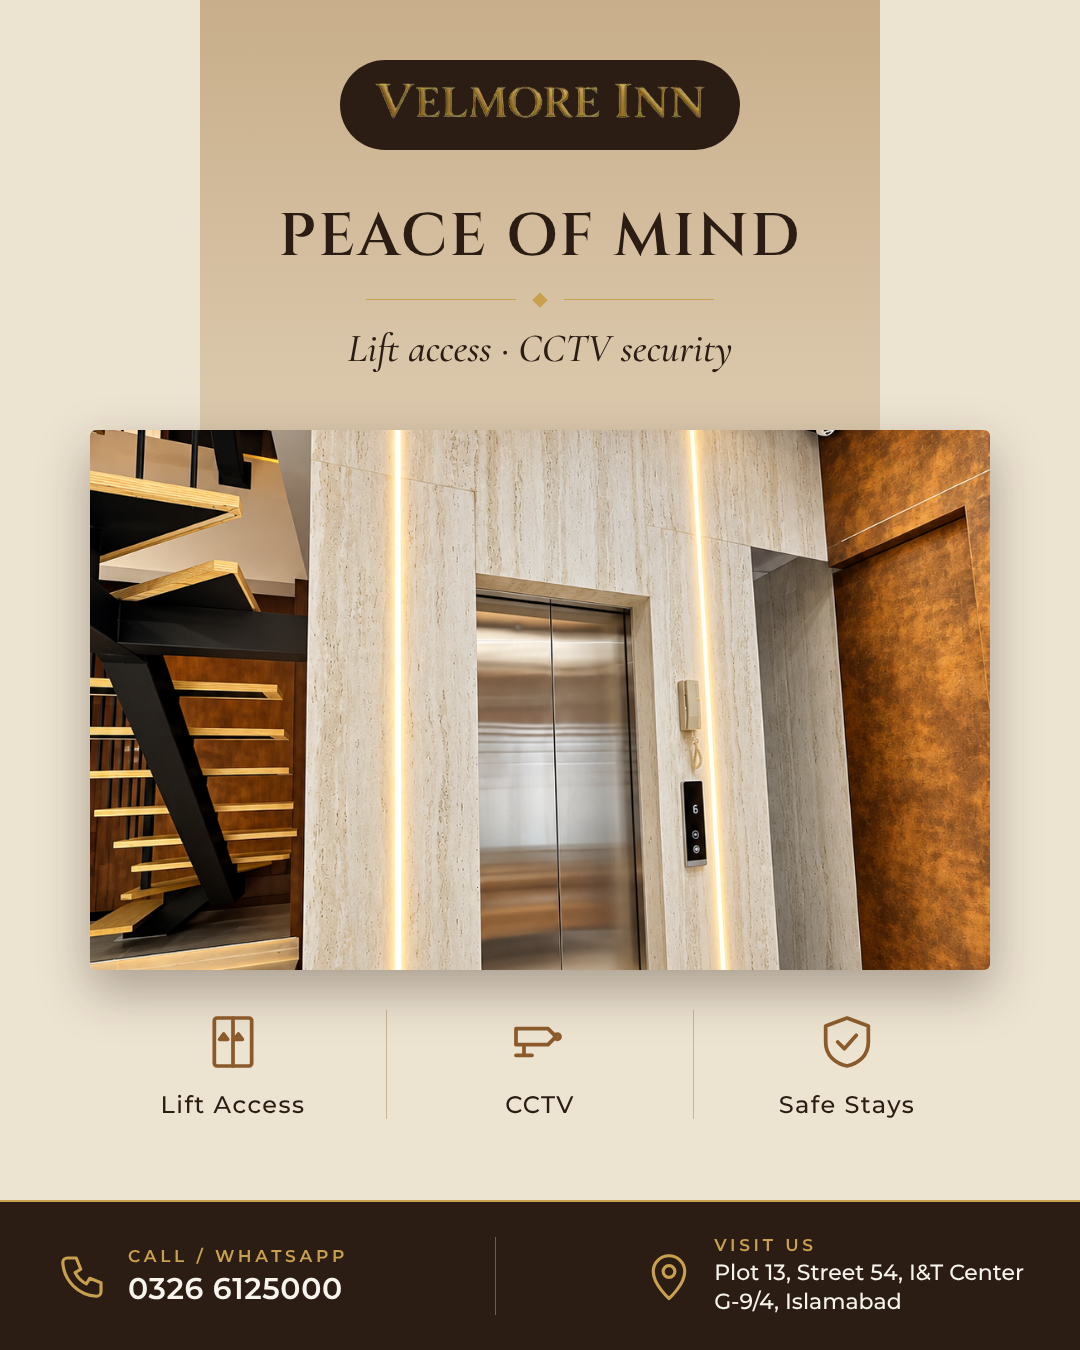 VELMORE INN
PEACE OF MIND
Lift access · CCTV security
6
Lift Access
CCTV
Safe Stays
CALL / WHATSAPP
0326 6125000
VISIT US
Plot 13, Street 54, I&T Center
G-9/4, Islamabad